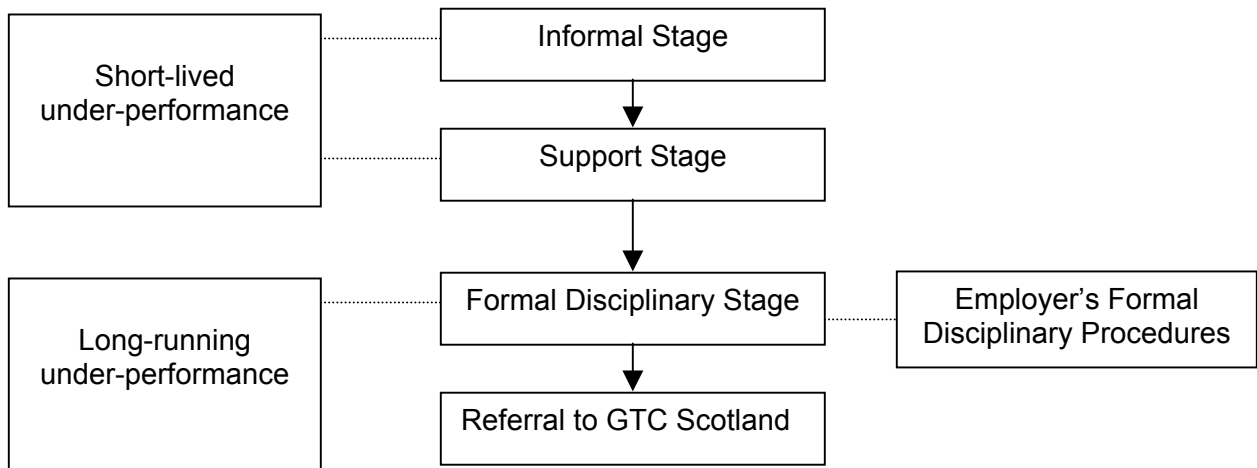 Informal Stage
Short-lived
under-performance
Support Stage
Formal Disciplinary Stage
Employer’s Formal
Disciplinary Procedures
Long-running
under-performance
Referral to GTC Scotland